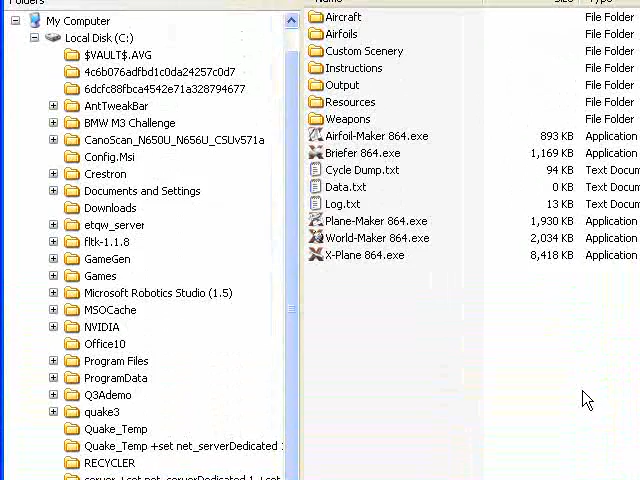 Folders
My Computer
Local Disk (C:)
$VAULT$.AVG
4c6b076adfbd1c0da24257c0d7
6dcfc88fbca4542e71a328794677
AntTweakBar
BMW M3 Challenge
CanoScan_N650U_N656U_CSUv571a
Config.Msi
Crestron
Documents and Settings
Downloads
etqw_server
fltk-1.1.8
GameGen
Games
Microsoft Robotics Studio (1.5)
MSOCache
NVIDIA
Office10
Program Files
ProgramData
Q3Ademo
quake3
Quake_Temp
Quake_Temp +set net_serverDedicated 1
RECYCLER
server +set net_serverDedicated 1 +set
Name Size Type
Aircraft File Folder
Airfoils File Folder
Custom Scenery File Folder
Instructions File Folder
Output File Folder
Resources File Folder
Weapons File Folder
Airfoil-Maker 864.exe 893 KB Application
Briefer 864.exe 1,169 KB Application
Cycle Dump.txt 94 KB Text Docum
Data.txt 0 KB Text Docum
Log.txt 13 KB Text Docum
Plane-Maker 864.exe 1,930 KB Application
World-Maker 864.exe 2,034 KB Application
X-Plane 864.exe 8,418 KB Application